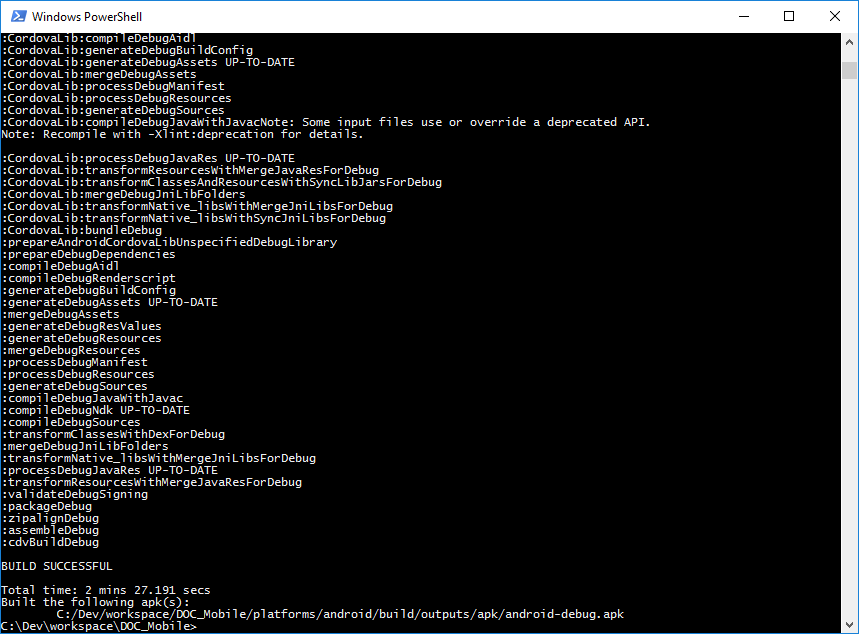 Windows PowerShell
:CordovaLib:compileDebugAidl
:CordovaLib:generateDebugBuildConfig
:CordovaLib:generateDebugAssets UP-TO-DATE
:CordovaLib:mergeDebugAssets
:CordovaLib:processDebugManifest
:CordovaLib:processDebugResources
:CordovaLib:generateDebugSources
:CordovaLib:compileDebugJavaWithJavacNote: Some input files use or override a deprecated API.
Note: Recompile with -Xlint:deprecation for details.
:CordovaLib:processDebugJavaRes UP-TO-DATE
:CordovaLib:transformResourcesWithMergeJavaResForDebug
:CordovaLib:transformClassesAndResourcesWithSyncLibJarsForDebug
:CordovaLib:mergeDebugJniLibFolders
:CordovaLib:transformNative_libsWithMergeJniLibsForDebug
:CordovaLib:transformNative_libsWithSyncJniLibsForDebug
:CordovaLib:bundleDebug
:prepareAndroidCordovaLibUnspecifiedDebugLibrary
:prepareDebugDependencies
:compileDebugAidl
:compileDebugRenderscript
:generateDebugBuildConfig
:generateDebugAssets UP-TO-DATE
:mergeDebugAssets
:generateDebugResValues
:generateDebugResources
:mergeDebugResources
:processDebugManifest
:processDebugResources
:generateDebugSources
:compileDebugJavaWithJavac
:compileDebugNdk UP-TO-DATE
:compileDebugSources
:transformClassesWithDexForDebug
:mergeDebugJniLibFolders
:transformNative_libsWithMergeJniLibsForDebug
:processDebugJavaRes UP-TO-DATE
:transformResourcesWithMergeJavaResForDebug
:validateDebugSigning
:packageDebug
:zipalignDebug
:assembleDebug
:cdvBuildDebug
BUILD SUCCESSFUL
Total time: 2 mins 27.191 secs
Built the following apk(s):
C:/Dev/workspace/DOC_Mobile/platforms/android/build/outputs/apk/android-debug.apk
C:\Dev\workspace\DOC_Mobile>